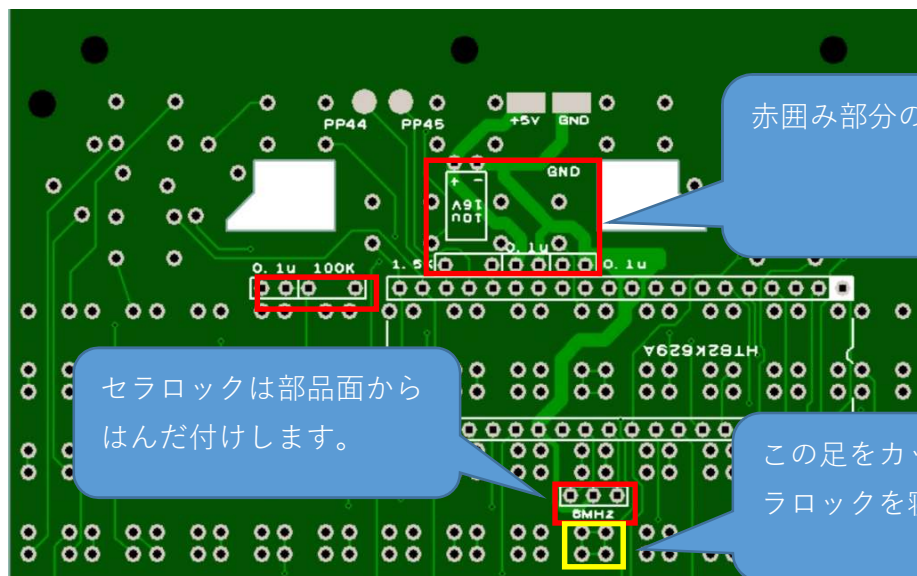 PP44 PP45
+5V GND
GND
+ -
10U
16V
0.1u
0.1u 100K
1.5K
0.1u
HT82K629A
6MHz
赤囲み部分の
セラロックは部品面から
はんだ付けします。
この足をカッ
ラロックを